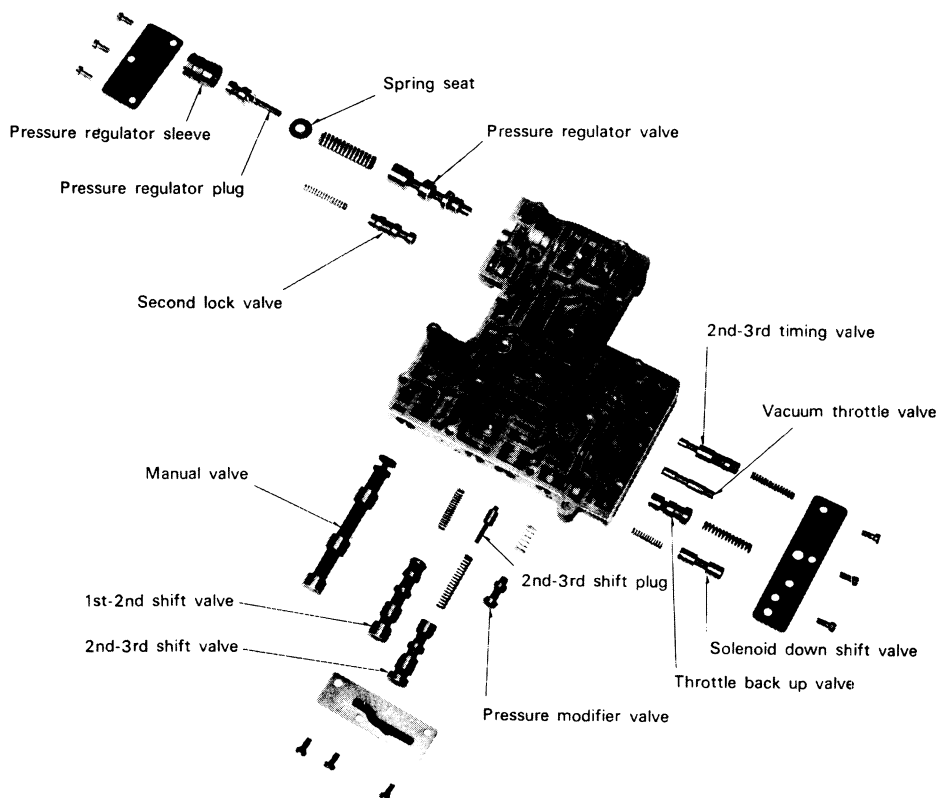 Spring seat
Pressure regulator sleeve
Pressure regulator valve
Pressure regulator plug
Second lock valve
2nd-3rd timing valve
Vacuum throttle valve
Manual valve
2nd-3rd shift plug
1st-2nd shift valve
2nd-3rd shift valve
Solenoid down shift valve
Throttle back up valve
Pressure modifier valve